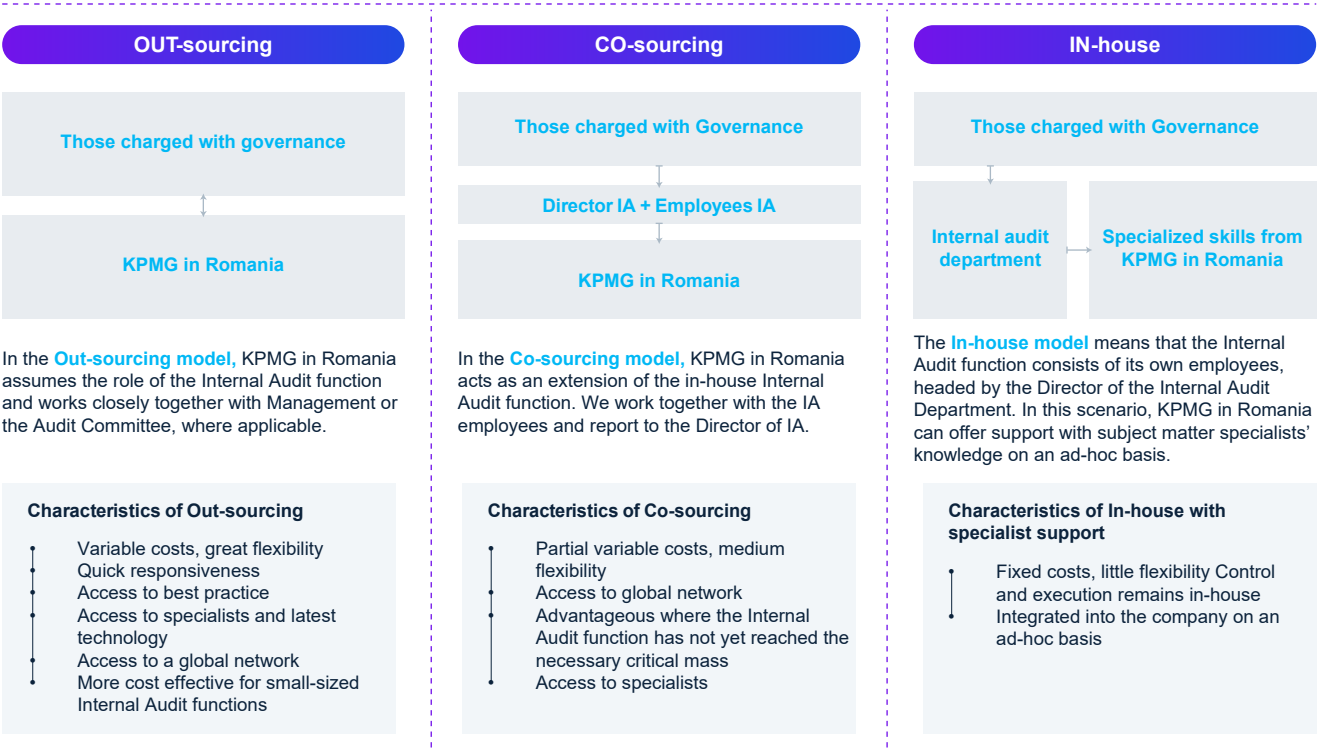 OUT-sourcing
Those charged with governance
KPMG in Romania
In the Out-sourcing model, KPMG in Romania
assumes the role of the Internal Audit function
and works closely together with Management or
the Audit Committee, where applicable.
Characteristics of Out-sourcing
Variable costs, great flexibility
Quick responsiveness
Access to best practice
Access to specialists and latest
technology
Access to a global network
More cost effective for small-sized
Internal Audit functions
CO-sourcing
Those charged with Governance
Director IA + Employees IA
KPMG in Romania
In the Co-sourcing model, KPMG in Romania
acts as an extension of the in-house Internal
Audit function. We work together with the IA
employees and report to the Director of IA.
Characteristics of Co-sourcing
Partial variable costs, medium
flexibility
Access to global network
Advantageous where the Internal
Audit function has not yet reached the
necessary critical mass
Access to specialists
IN-house
Those charged with Governance
Internal audit
department
Specialized skills from
KPMG in Romania
The In-house model means that the Internal
Audit function consists of its own employees,
headed by the Director of the Internal Audit
Department. In this scenario, KPMG in Romania
can offer support with subject matter specialists’
knowledge on an ad-hoc basis.
Characteristics of In-house with
specialist support
Fixed costs, little flexibility Control
and execution remains in-house
Integrated into the company on an
ad-hoc basis